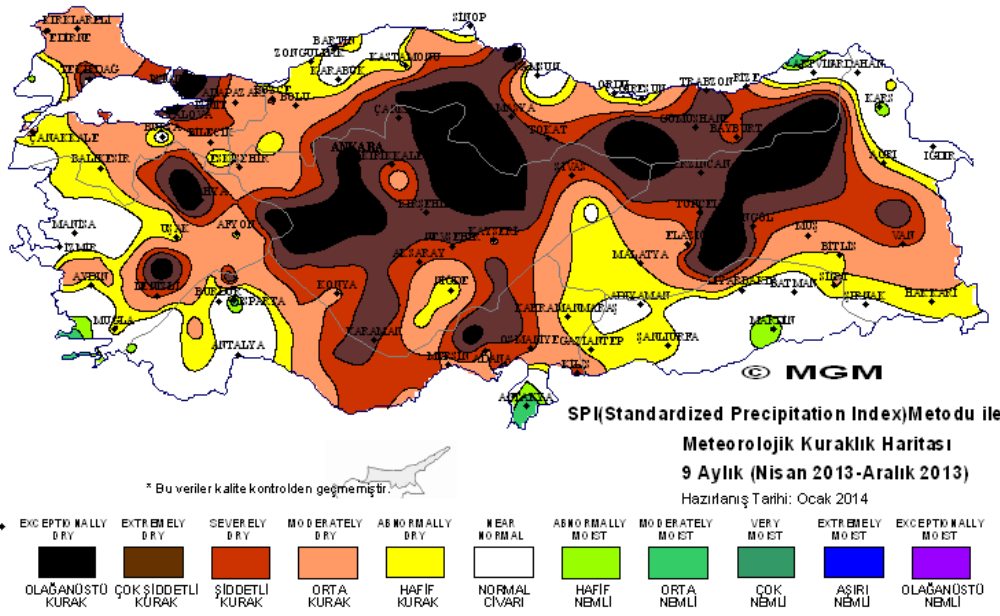 SİNOP
KIRKLARELİ
EDİRNE
BARTIN
ZONGULDAK
KASTAMONU
KARABÜK
SAMSUN
ORDU
GİRESUN
TRABZON
RİZE
ARTVİN
ARDAHAN
KARS
TEKİRDAĞ
YALOVA
ADAPAZARI
BOLU
ÇANKIRI
AMASYA
TOKAT
GÜMÜŞHANE
BAYBURT
ÇANAKKALE
BURSA
BİLECİK
ESKİŞEHİR
ANKARA
KIRIKKALE
SİVAS
ERZİNCAN
AĞRI
IĞDIR
BALIKESİR
KIRŞEHİR
TUNCELİ
BİNGÖL
MUŞ
VAN
MANİSA
UŞAK
AFYON
NEVŞEHİR
KAYSERİ
ELAZIĞ
BİTLİS
İZMİR
AKSARAY
MALATYA
AYDIN
DENİZLİ
BURDUR
ISPARTA
KONYA
NİĞDE
DİYARBAKIR
BATMAN
SİİRT
ŞIRNAK
HAKKARİ
KAHRAMANMARAŞ
ADIYAMAN
MUĞLA
ANTALYA
KARAMAN
MERSİN
ADANA
OSMANİYE
GAZİANTEP
ŞANLIURFA
MARDİN
KİLİS
ANTAKYA
© MGM
SPI(Standardized Precipitation Index)Metodu ile
Meteorolojik Kuraklık Haritası
9 Aylık (Nisan 2013-Aralık 2013)
Hazırlanış Tarihi: Ocak 2014
* Bu veriler kalite kontrolden geçmemiştir.
EXCEPTIONALLY DRY
EXTREMELY DRY
SEVERELY DRY
MODERATELY DRY
ABNORMALLY DRY
NEAR NORMAL
ABNORMALLY MOIST
MODERATELY MOIST
VERY MOIST
EXTREMELY MOIST
EXCEPTIONALLY MOIST
OLAĞANÜSTÜ KURAK
ÇOK ŞİDDETLİ KURAK
ŞİDDETLİ KURAK
ORTA KURAK
HAFİF KURAK
NORMAL CİVARI
HAFİF NEMLİ
ORTA NEMLİ
ÇOK NEMLİ
AŞIRI NEMLİ
OLAĞANÜSTÜ NEMLİ